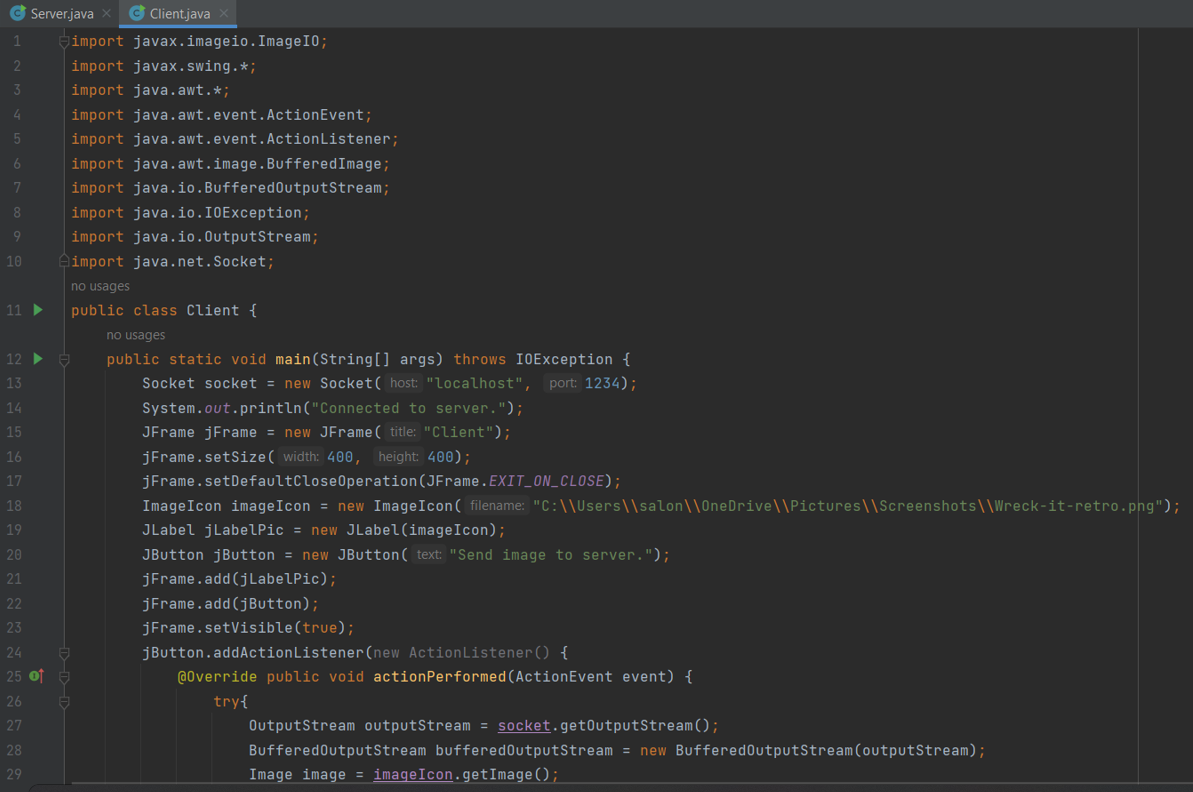 Server.java × Client.java ×
1 import javax.imageio.ImageIO;
2 import javax.swing.*;
3 import java.awt.*;
4 import java.awt.event.ActionEvent;
5 import java.awt.event.ActionListener;
6 import java.awt.image.BufferedImage;
7 import java.io.BufferedOutputStream;
8 import java.io.IOException;
9 import java.io.OutputStream;
10 import java.net.Socket;
no usages
11 public class Client {
no usages
12 public static void main(String[] args) throws IOException {
13 Socket socket = new Socket( host: "localhost", port: 1234);
14 System.out.println("Connected to server.");
15 JFrame jFrame = new JFrame( title: "Client");
16 jFrame.setSize( width: 400, height: 400);
17 jFrame.setDefaultCloseOperation(JFrame.EXIT_ON_CLOSE);
18 ImageIcon imageIcon = new ImageIcon( filename: "C:\\Users\\salon\\OneDrive\\Pictures\\Screenshots\\Wreck-it-retro.png");
19 JLabel jLabelPic = new JLabel(imageIcon);
20 JButton jButton = new JButton( text: "Send image to server.");
21 jFrame.add(jLabelPic);
22 jFrame.add(jButton);
23 jFrame.setVisible(true);
24 jButton.addActionListener(new ActionListener() {
25 @Override public void actionPerformed(ActionEvent event) {
26 try{
27 OutputStream outputStream = socket.getOutputStream();
28 BufferedOutputStream bufferedOutputStream = new BufferedOutputStream(outputStream);
29 Image image = imageIcon.getImage();